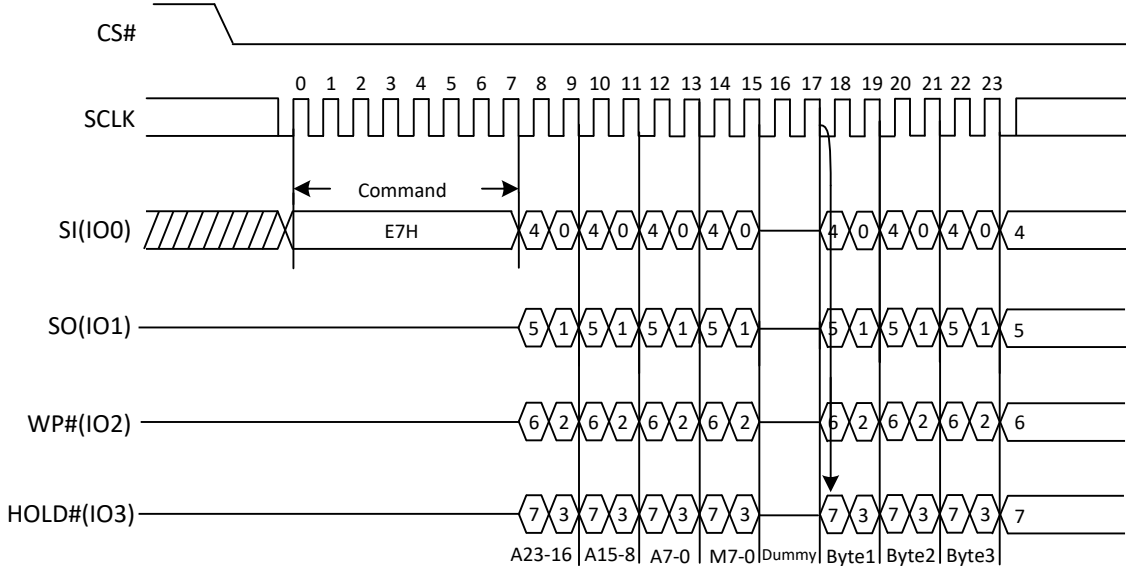 CS#
0 1 2 3 4 5 6 7 8 9 10 11 12 13 14 15 16 17 18 19 20 21 22 23
SCLK
Command
SI(IO0) E7H 4 0 4 0 4 0 4 0 4 0 4 0 4 0 4
SO(IO1) 5 1 5 1 5 1 5 1 5 1 5 1 5 1 5
WP#(IO2) 6 2 6 2 6 2 6 2 6 2 6 2 6 2 6
HOLD#(IO3) 7 3 7 3 7 3 7 3 7 3 7 3 7 3 7
A23-16 A15-8 A7-0 M7-0 Dummy Byte1 Byte2 Byte3